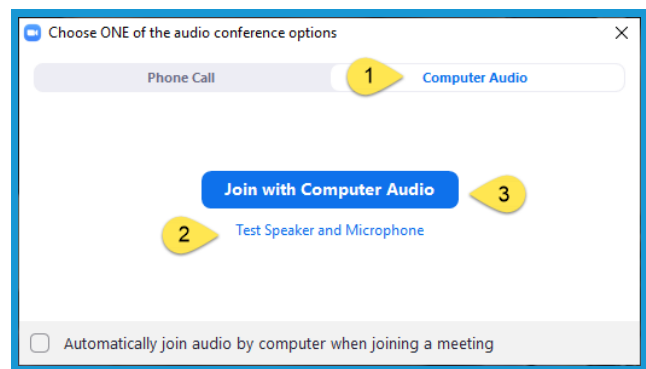 Choose ONE of the audio conference options
Phone Call 1 Computer Audio
Join with Computer Audio 3
2 Test Speaker and Microphone
Automatically join audio by computer when joining a meeting